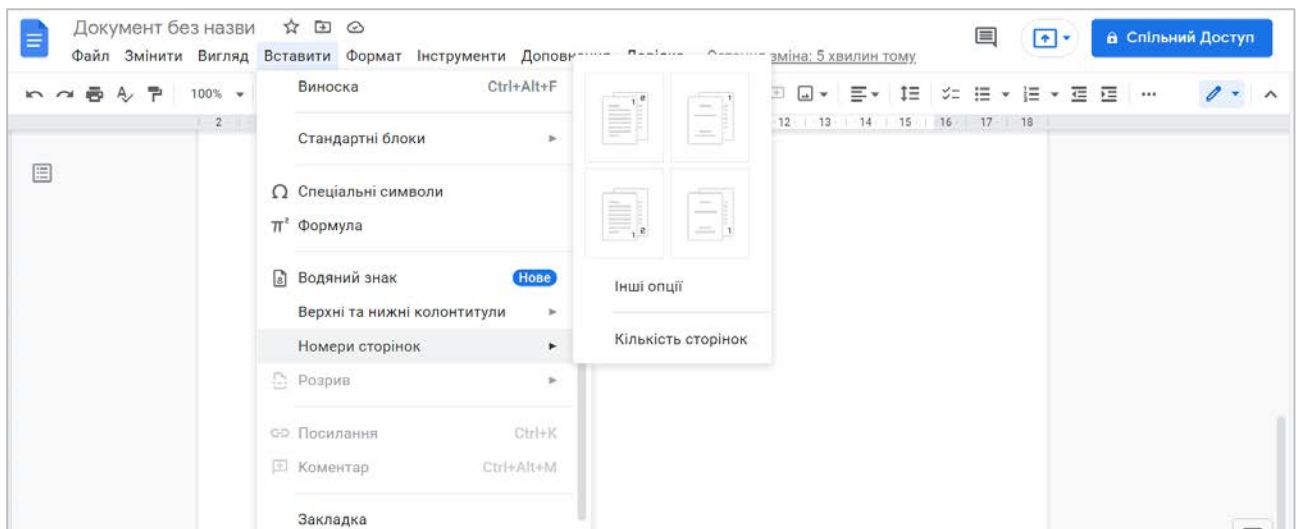 Документ без назви
Файл Змінити Вигляд Вставити Формат Інструменти зміна: 5 хвилин тому
Спільний Доступ
100%
2 12 13 14 15 16 17 18
Виноска Ctrl+Alt+F
Стандартні блоки
Спеціальні символи
π² Формула
Водяний знак Нове
Верхні та нижні колонтитули
Номери сторінок
Розрив
Посилання Ctrl+K
Коментар Ctrl+Alt+M
Закладка
Інші опції
Кількість сторінок